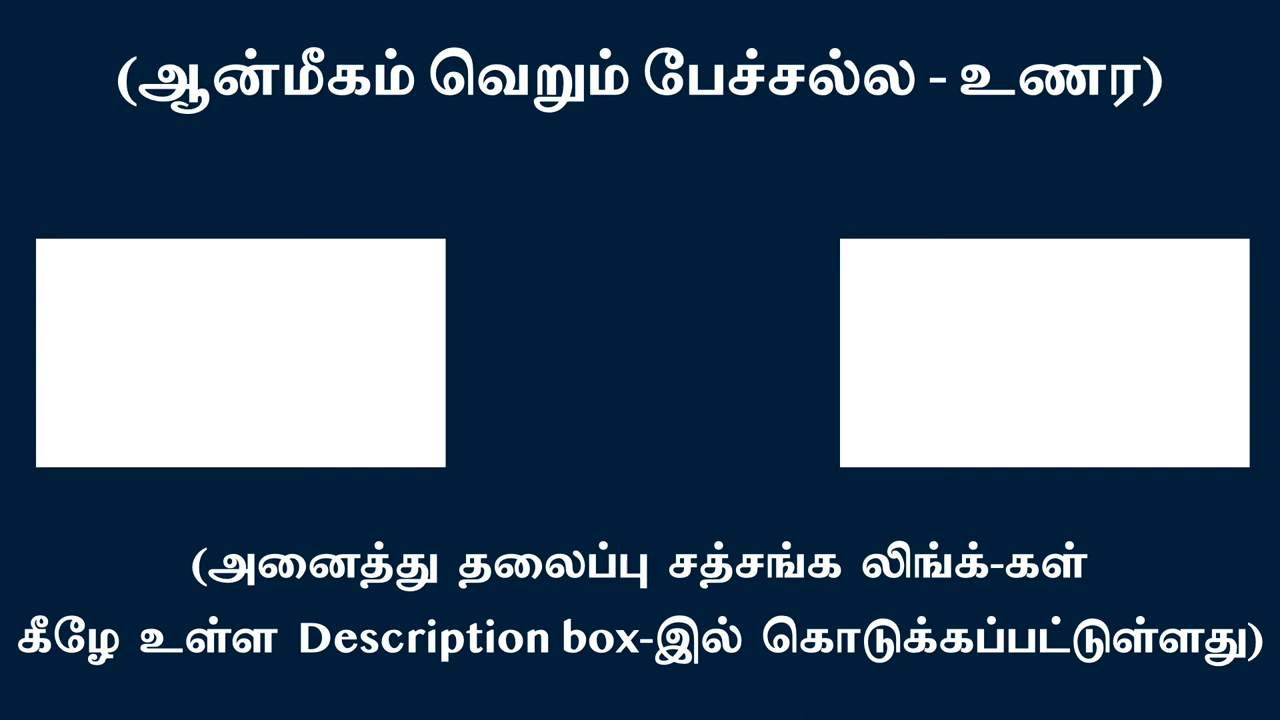 (ஆன்மீகம் வெறும் பேச்சல்ல - உணர)
(அனைத்து தலைப்பு சத்சங்க லிங்க்-கள்
கீழே உள்ள Description box-இல் கொடுக்கப்பட்டுள்ளது)